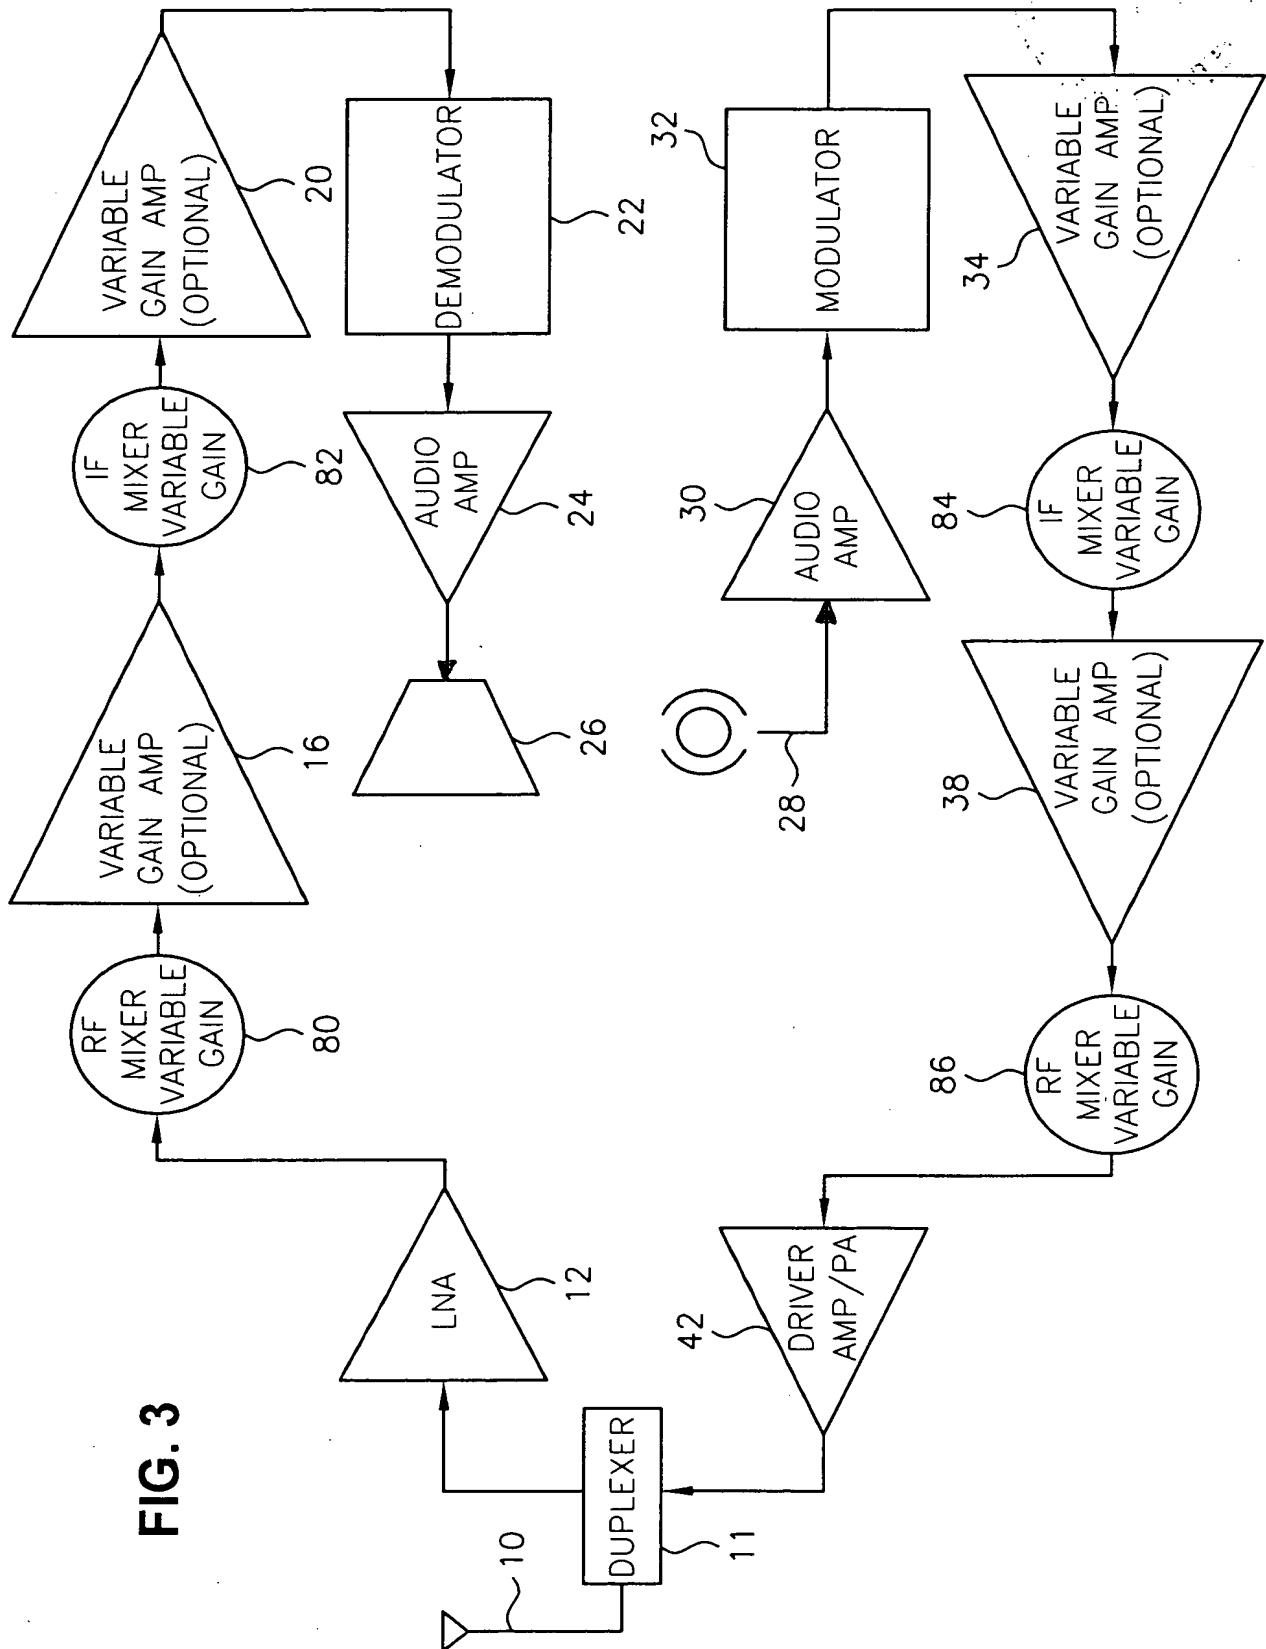 FIG. 3
10
DUPLEXER
11
LNA
12
RF
MIXER
VARIABLE
GAIN
80
VARIABLE
GAIN AMP
(OPTIONAL)
16
IF
MIXER
VARIABLE
GAIN
82
VARIABLE
GAIN AMP
(OPTIONAL)
20
DEMODULATOR
22
AUDIO
AMP
24
26
28
AUDIO
AMP
30
MODULATOR
32
VARIABLE
GAIN AMP
(OPTIONAL)
34
IF
MIXER
VARIABLE
GAIN
84
VARIABLE
GAIN AMP
(OPTIONAL)
38
RF
MIXER
VARIABLE
GAIN
86
DRIVER
AMP/PA
42